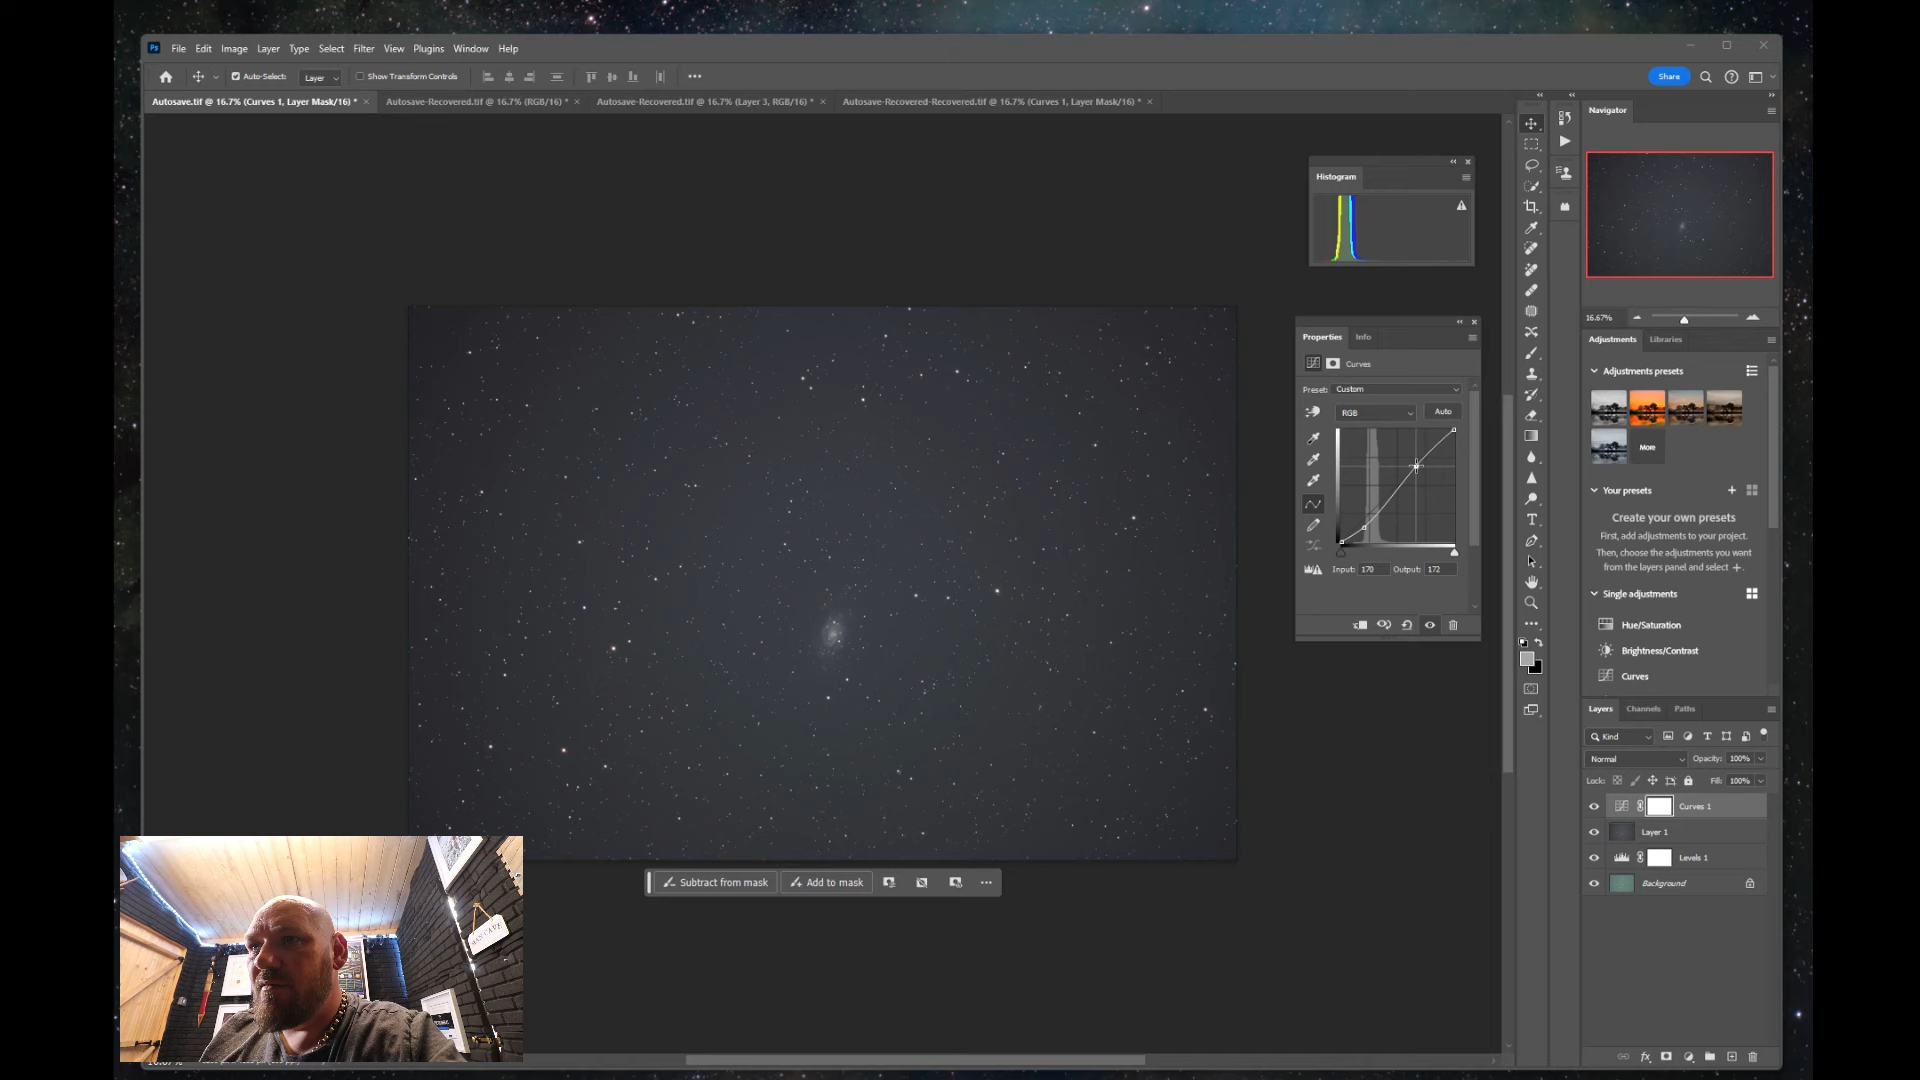 Ps File Edit Image Layer Type Select Filter View Plugins Window Help
Auto-Select: Layer Show Transform Controls Share
Autosave.tif @ 16.7% (Curves 1, Layer Mask/16) * Autosave-Recovered.tif @ 16.7% (RGB/16) * Autosave-Recovered.tif @ 16.7% (Layer 3, RGB/16) * Autosave-Recovered-Recovered.tif @ 16.7% (Curves 1, Layer Mask/16) *
Navigator
Histogram
16.67%
Properties Info
Adjustments Libraries
Curves
Adjustments presets
Preset: Custom
RGB Auto
More
Your presets
Create your own presets
First, add adjustments to your project.
Then, choose the adjustments you want
from the layers panel and select +.
Input: 170 Output: 172
Single adjustments
Hue/Saturation
Brightness/Contrast
Curves
Layers Channels Paths
Kind
Normal Opacity: 100%
Lock: Fill: 100%
Curves 1
Layer 1
Levels 1
Background
Subtract from mask Add to mask
MAN CAVE